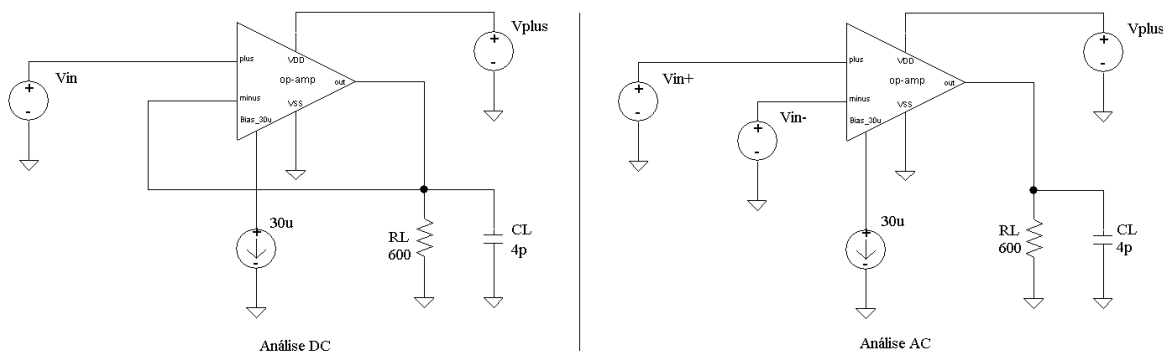 Vplus
Vin
plus
VDD
op-amp
out
minus
VSS
Bias_30u
30u
RL
600
CL
4p
Análise DC
Vplus
Vin+
plus
VDD
op-amp
out
minus
Vin-
VSS
Bias_30u
30u
RL
600
CL
4p
Análise AC